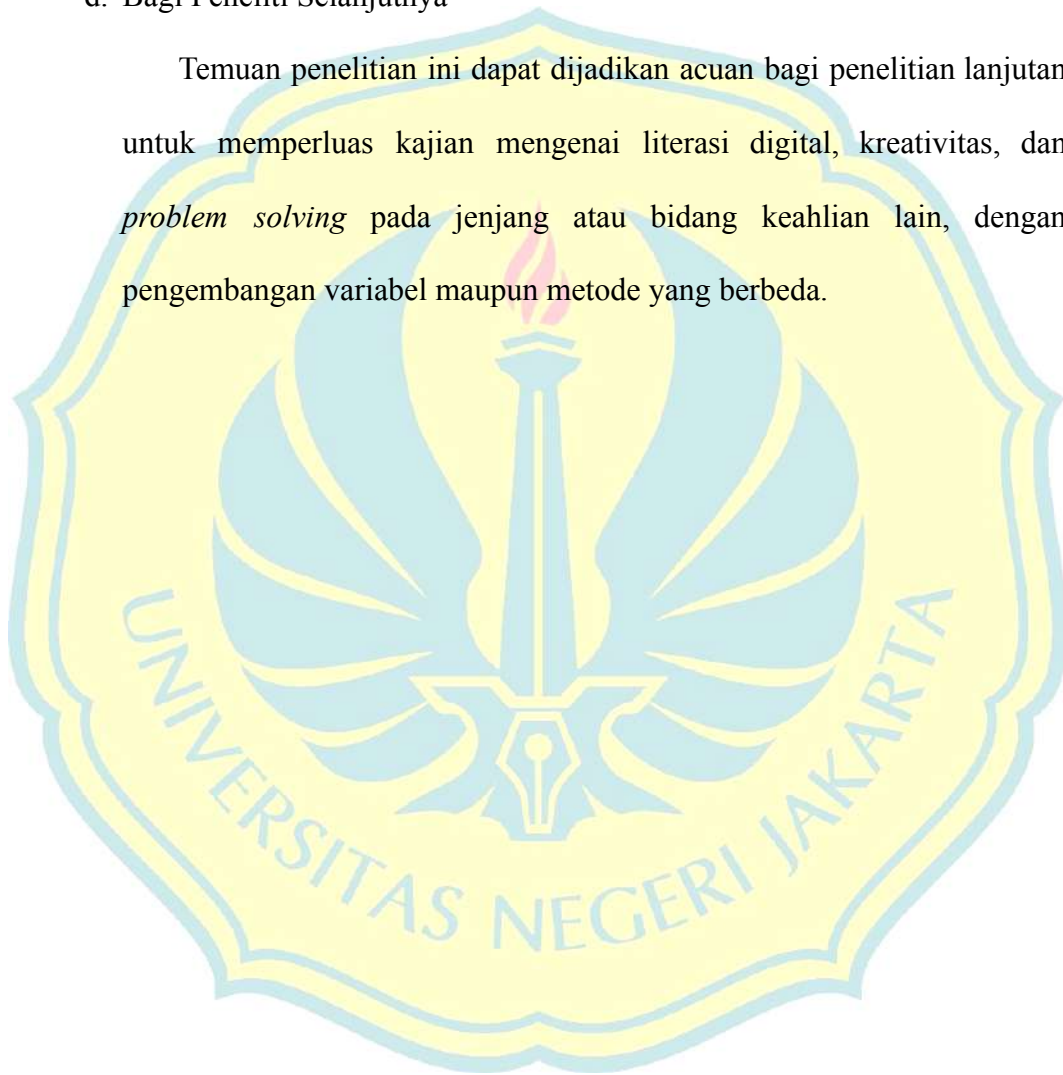 d. Bagi Peneliti Selanjutnya
Temuan penelitian ini dapat dijadikan acuan bagi penelitian lanjutan
untuk memperluas kajian mengenai literasi digital, kreativitas, dan
problem solving pada jenjang atau bidang keahlian lain, dengan
pengembangan variabel maupun metode yang berbeda.
UNIVERSITAS NEGERI JAKARTA